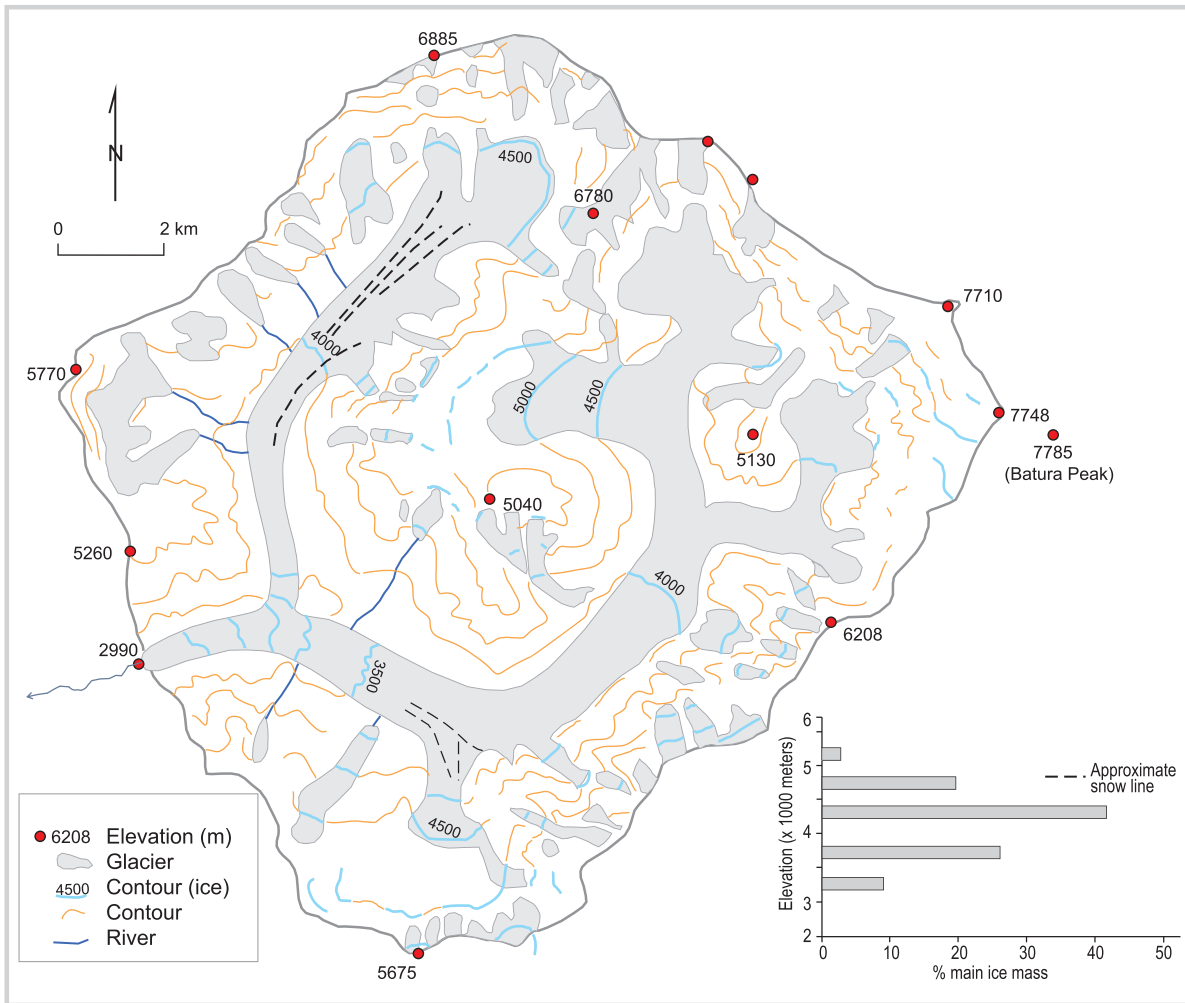 6885
N
4500
6780
0 2 km
7710
4000
5770
5000
4500
7748
5130
7785
(Batura Peak)
5040
5260
4000
6208
2990
3500
4500
5675
6208 Elevation (m)
Glacier
4500 Contour (ice)
Contour
River
6
5
4
3
2
Elevation (x 1000 meters)
Approximate
snow line
0 10 20 30 40 50
% main ice mass